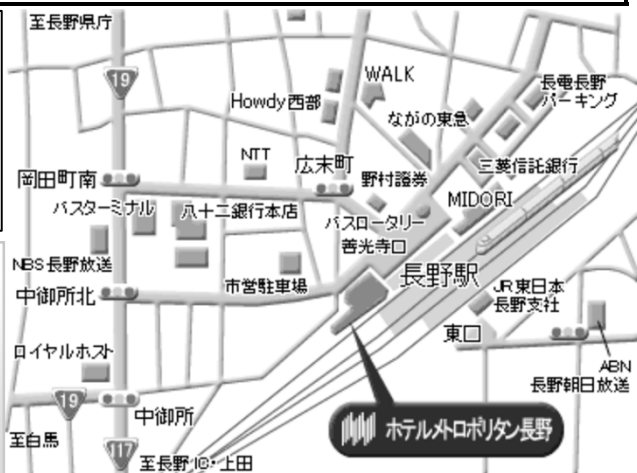 至長野県庁
19
WALK
Howdy西部
長電長野
パーキング
ながの東急
NTT
広末町
三菱信託銀行
岡田町南
野村證券
MIDORI
バスターミナル
八十二銀行本店
バスロータリー
善光寺口
NBS長野放送
長野駅
市営駐車場
中御所北
JR東日本
長野支社
東口
ロイヤルホスト
ABN
長野朝日放送
19
中御所
ホテルメトロポリタン長野
至白馬
117
至長野IC・上田